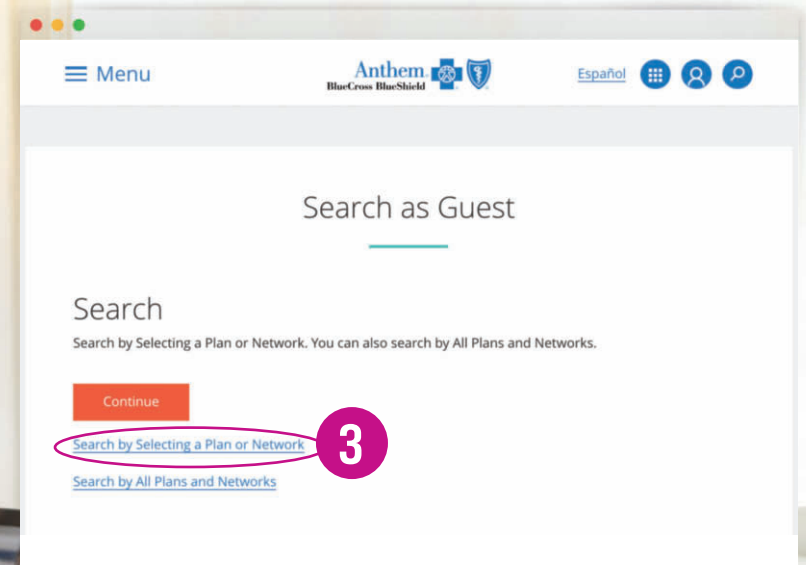 Menu
Anthem
BlueCross BlueShield
Español
Search as Guest
Search
Search by Selecting a Plan or Network. You can also search by All Plans and Networks.
Continue
Search by Selecting a Plan or Network
3
Search by All Plans and Networks